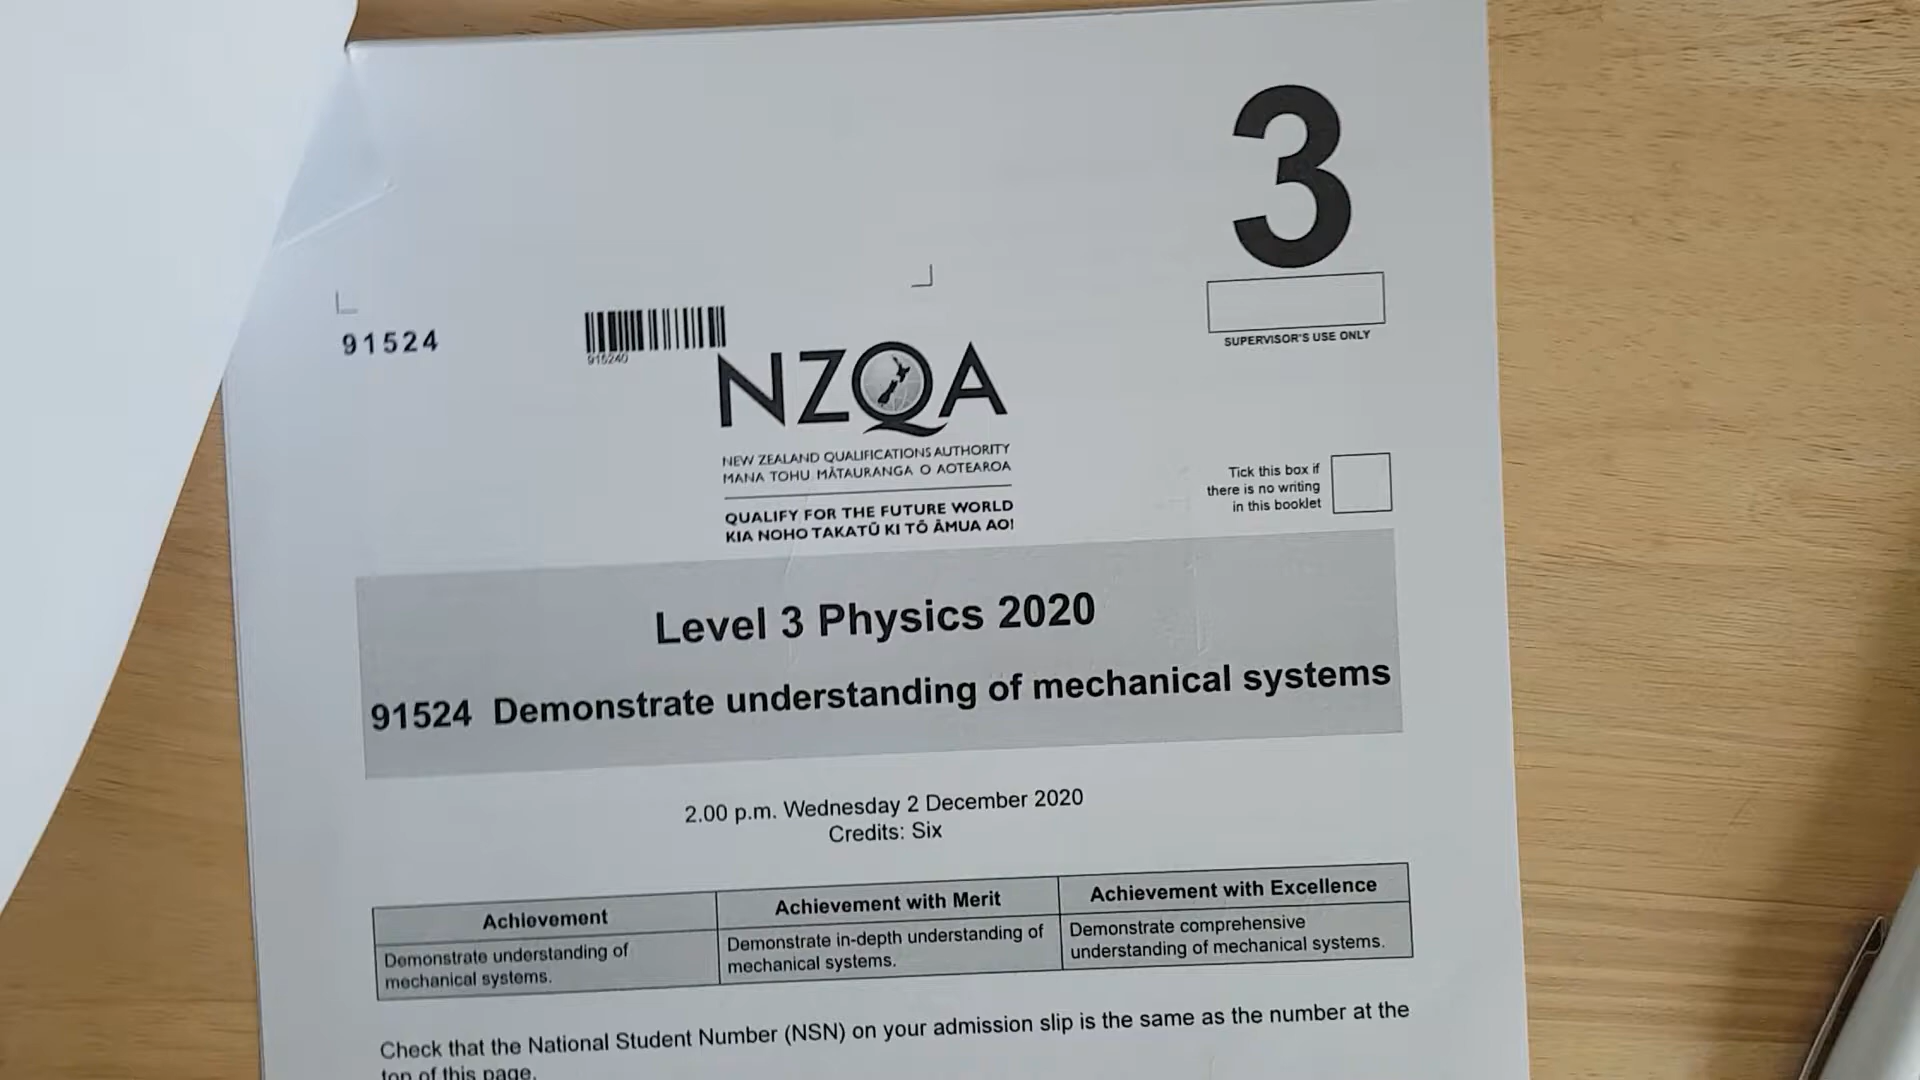 3
SUPERVISOR'S USE ONLY
91524
915240
NZQA
NEW ZEALAND QUALIFICATIONS AUTHORITY
MANA TOHU MĀTAURANGA O AOTEAROA
QUALIFY FOR THE FUTURE WORLD
KIA NOHO TAKATŪ KI TŌ ĀMUA AO!
Tick this box if
there is no writing
in this booklet
Level 3 Physics 2020
91524 Demonstrate understanding of mechanical systems
2.00 p.m. Wednesday 2 December 2020
Credits: Six
Achievement
Demonstrate understanding of
mechanical systems.
Achievement with Merit
Demonstrate in-depth understanding of
mechanical systems.
Achievement with Excellence
Demonstrate comprehensive
understanding of mechanical systems.
Check that the National Student Number (NSN) on your admission slip is the same as the number at the
top of this page.